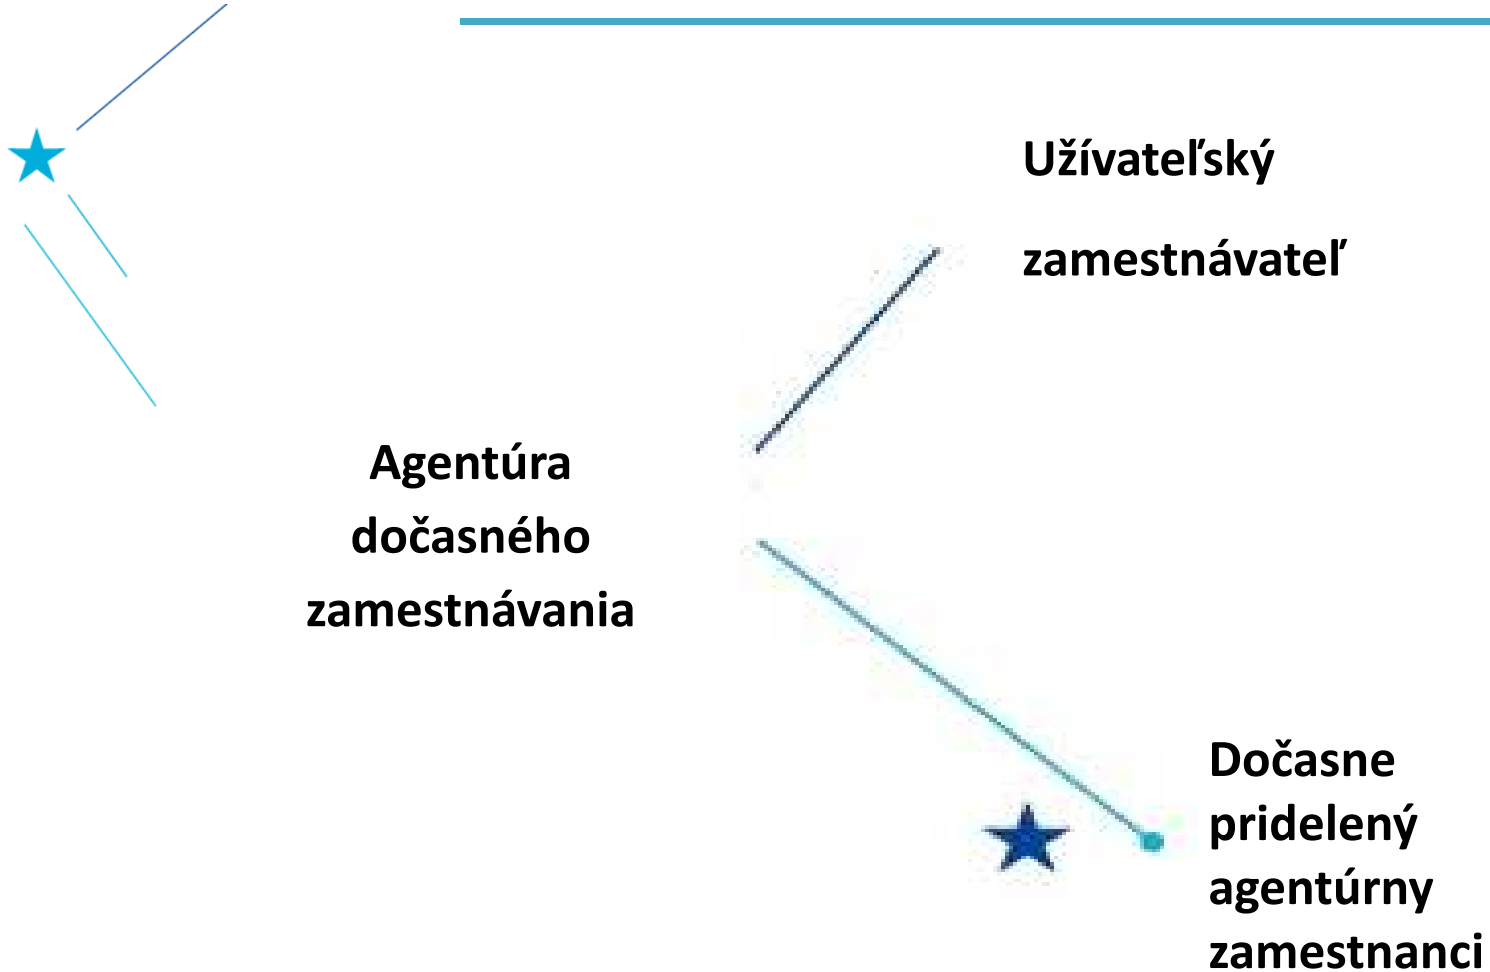 Užívateľský
zamestnávateľ
Agentúra
dočasného
zamestnávania
Dočasne
pridelený
agentúrny
zamestnanci